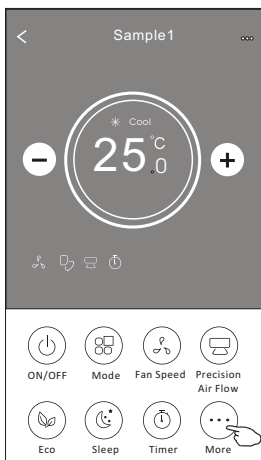 Sample1
Cool
25.0°C
ON/OFF Mode Fan Speed Precision Air Flow
Eco Sleep Timer More